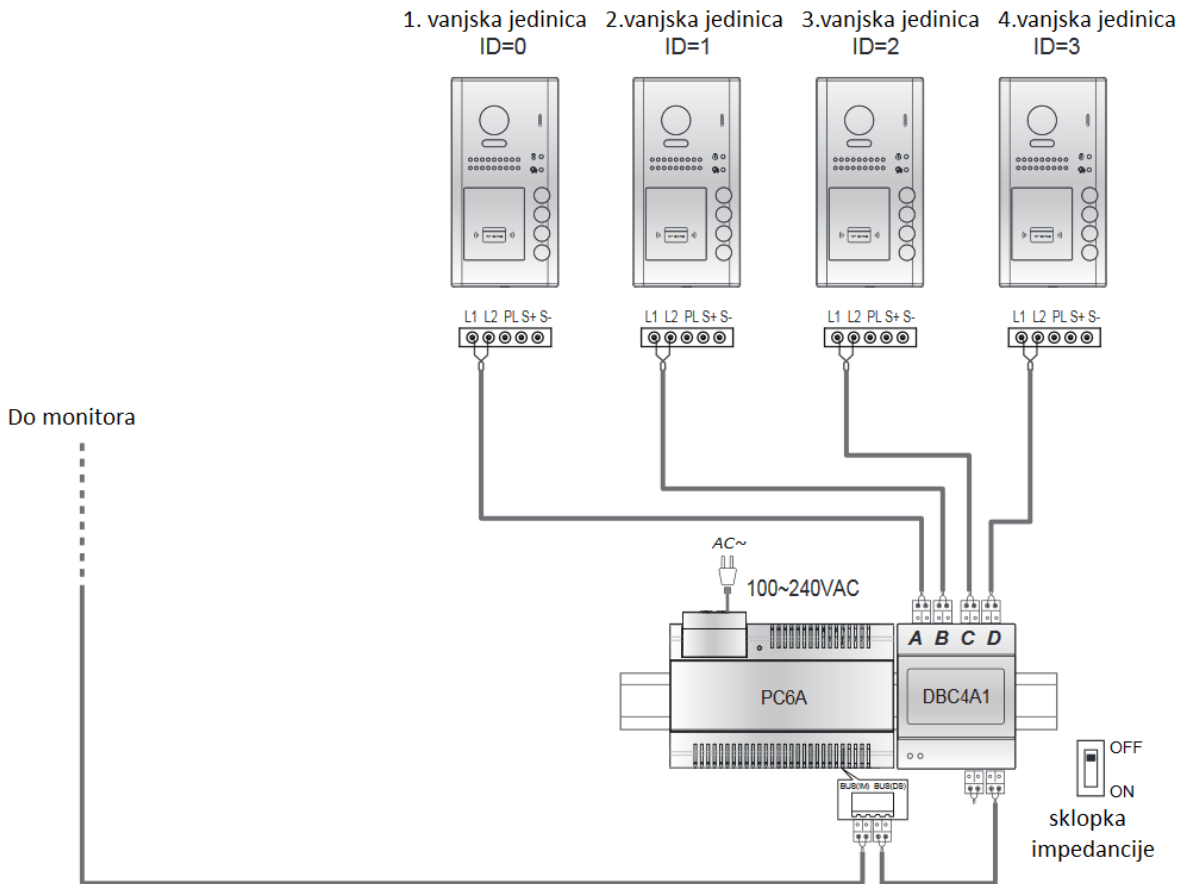 1. vanjska jedinica 2.vanjska jedinica 3.vanjska jedinica 4.vanjska jedinica
ID=0 ID=1 ID=2 ID=3
L1 L2 PL S+ S- L1 L2 PL S+ S- L1 L2 PL S+ S- L1 L2 PL S+ S-
Do monitora
AC~
100~240VAC
A B C D
PC6A
DBC4A1
OFF
ON
BUS(IM) BUS(DS)
sklopka
impedancije